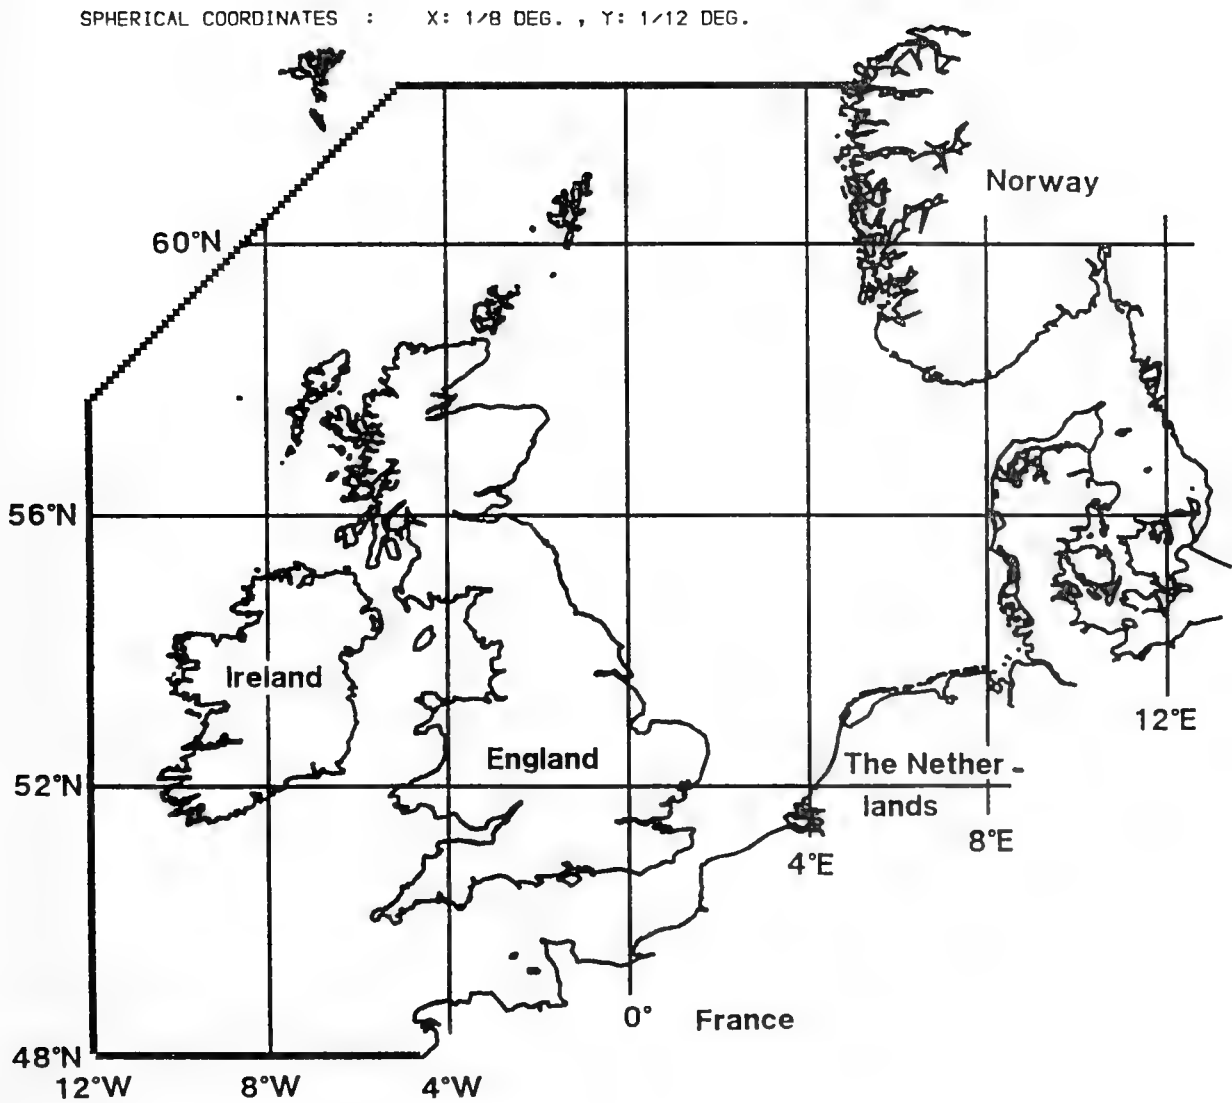 SPHERICAL COORDINATES : X: 1/8 DEG. , Y: 1/12 DEG.
Norway
60°N
56°N
Ireland
12°E
England
The Nether-
52°N
lands
8°E
4°E
0°
France
48°N
12°W 8°W 4°W